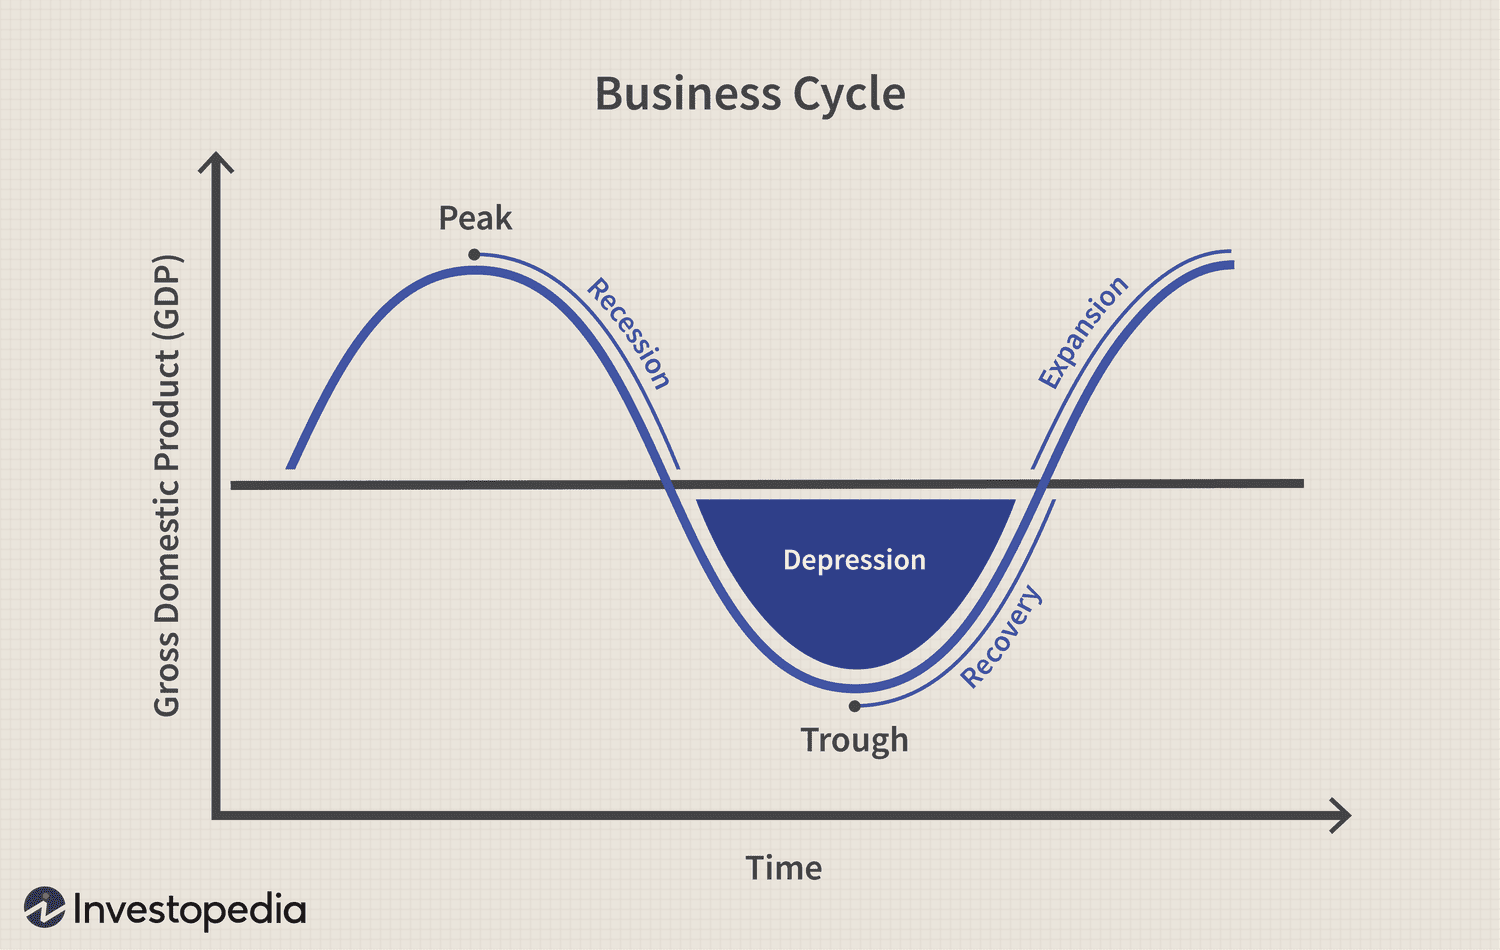 Business Cycle
Peak
Recession
Expansion
Gross Domestic Product (GDP)
Depression
Recovery
Trough
Time
Investopedia